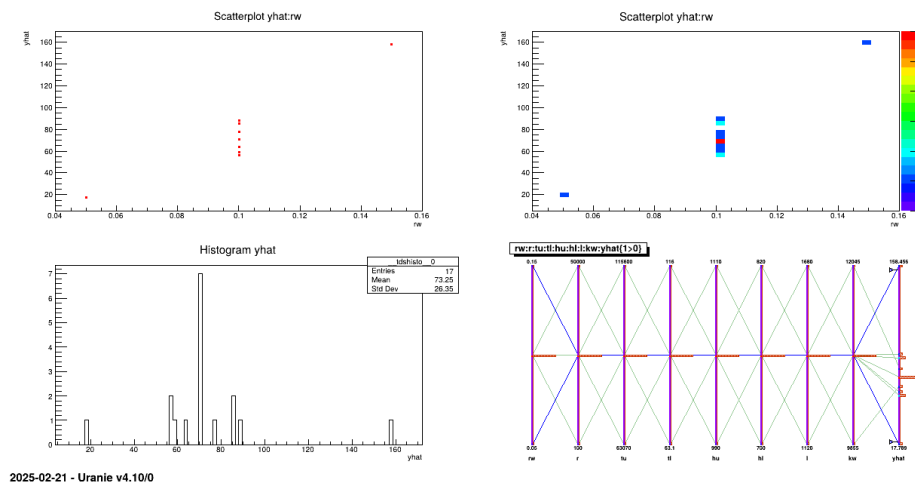 Scatterplot yhat:rw
yhat
160
140
120
100
80
60
40
20
0.04 0.06 0.08 0.1 0.12 0.14 0.16
rw
Scatterplot yhat:rw
yhat
160
140
120
100
80
60
40
20
0.04 0.06 0.08 0.1 0.12 0.14 0.16
rw
Histogram yhat
__tdshisto__0
Entries 17
Mean 73.25
Std Dev 26.35
7
6
5
4
3
2
1
0
20 40 60 80 100 120 140 160
yhat
rw:r:tu:tl:hu:hl:l:kw:yhat{1>0}
0.15 50000 115600 116 1110 820 1680 12045 158.456
0.05 100 63070 63.1 990 700 1120 9855 17.789
rw r tu tl hu hl l kw yhat
2025-02-21 - Uranie v4.10/0